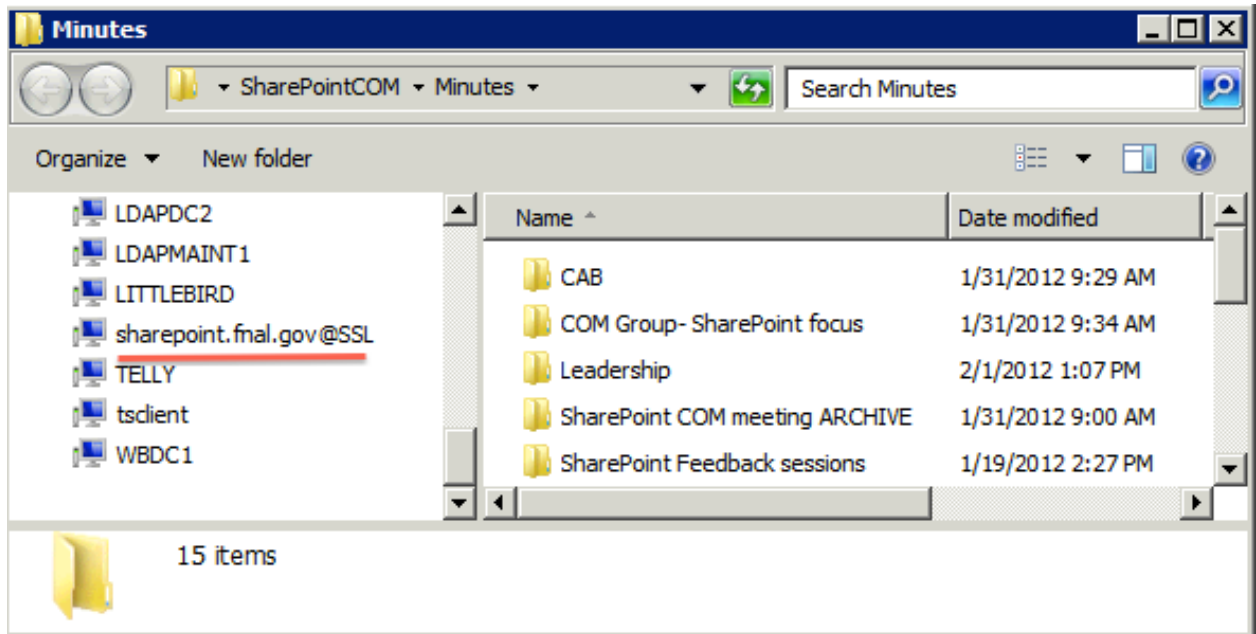 Minutes
SharePointCOM Minutes
Search Minutes
Organize New folder
LDAPDC2
LDAPMAINT1
LITTLEBIRD
sharepoint.fnal.gov@SSL
TELLY
tsclient
WBDC1
Name Date modified
CAB 1/31/2012 9:29 AM
COM Group- SharePoint focus 1/31/2012 9:34 AM
Leadership 2/1/2012 1:07 PM
SharePoint COM meeting ARCHIVE 1/31/2012 9:00 AM
SharePoint Feedback sessions 1/19/2012 2:27 PM
15 items